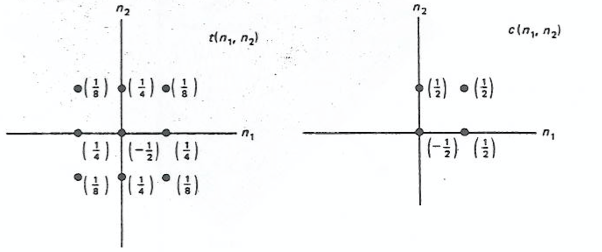 n₂ n₂
t(n₁, n₂) c(n₁, n₂)
(1/8) (1/4) (1/8) (1/2) (1/2)
n₁ n₁
(1/4) (-1/2) (1/4) (-1/2) (1/2)
(1/8) (1/4) (1/8)